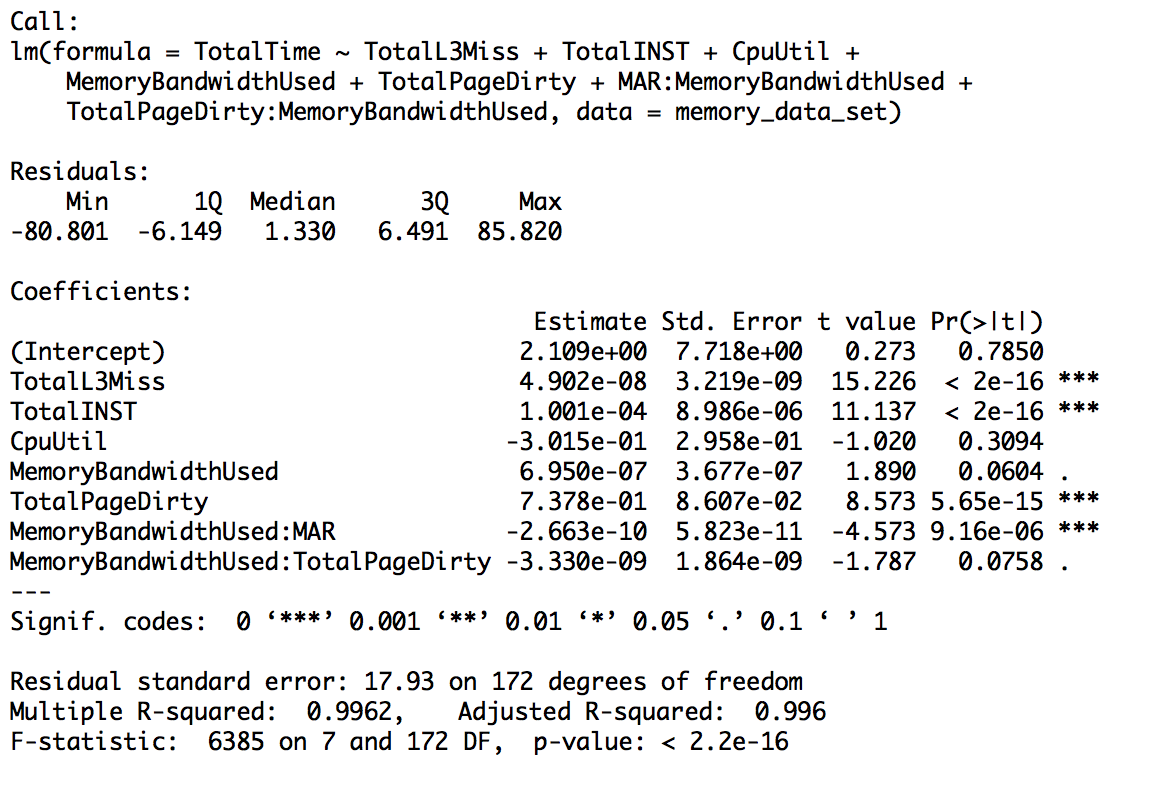 Call:
lm(formula = TotalTime ~ TotalL3Miss + TotalINST + CpuUtil +
    MemoryBandwidthUsed + TotalPageDirty + MAR:MemoryBandwidthUsed +
    TotalPageDirty:MemoryBandwidthUsed, data = memory_data_set)

Residuals:
    Min      1Q  Median      3Q     Max
-80.801  -6.149   1.330   6.491  85.820

Coefficients:
                                     Estimate Std. Error t value Pr(>|t|)
(Intercept)                         2.109e+00  7.718e+00   0.273   0.7850
TotalL3Miss                         4.902e-08  3.219e-09  15.226  < 2e-16 ***
TotalINST                           1.001e-04  8.986e-06  11.137  < 2e-16 ***
CpuUtil                            -3.015e-01  2.958e-01  -1.020   0.3094
MemoryBandwidthUsed                 6.950e-07  3.677e-07   1.890   0.0604 .
TotalPageDirty                      7.378e-01  8.607e-02   8.573 5.65e-15 ***
MemoryBandwidthUsed:MAR            -2.663e-10  5.823e-11  -4.573 9.16e-06 ***
MemoryBandwidthUsed:TotalPageDirty -3.330e-09  1.864e-09  -1.787   0.0758 .
---
Signif. codes:  0 ‘***’ 0.001 ‘**’ 0.01 ‘*’ 0.05 ‘.’ 0.1 ‘ ’ 1

Residual standard error: 17.93 on 172 degrees of freedom
Multiple R-squared:  0.9962,    Adjusted R-squared:  0.996
F-statistic:  6385 on 7 and 172 DF,  p-value: < 2.2e-16